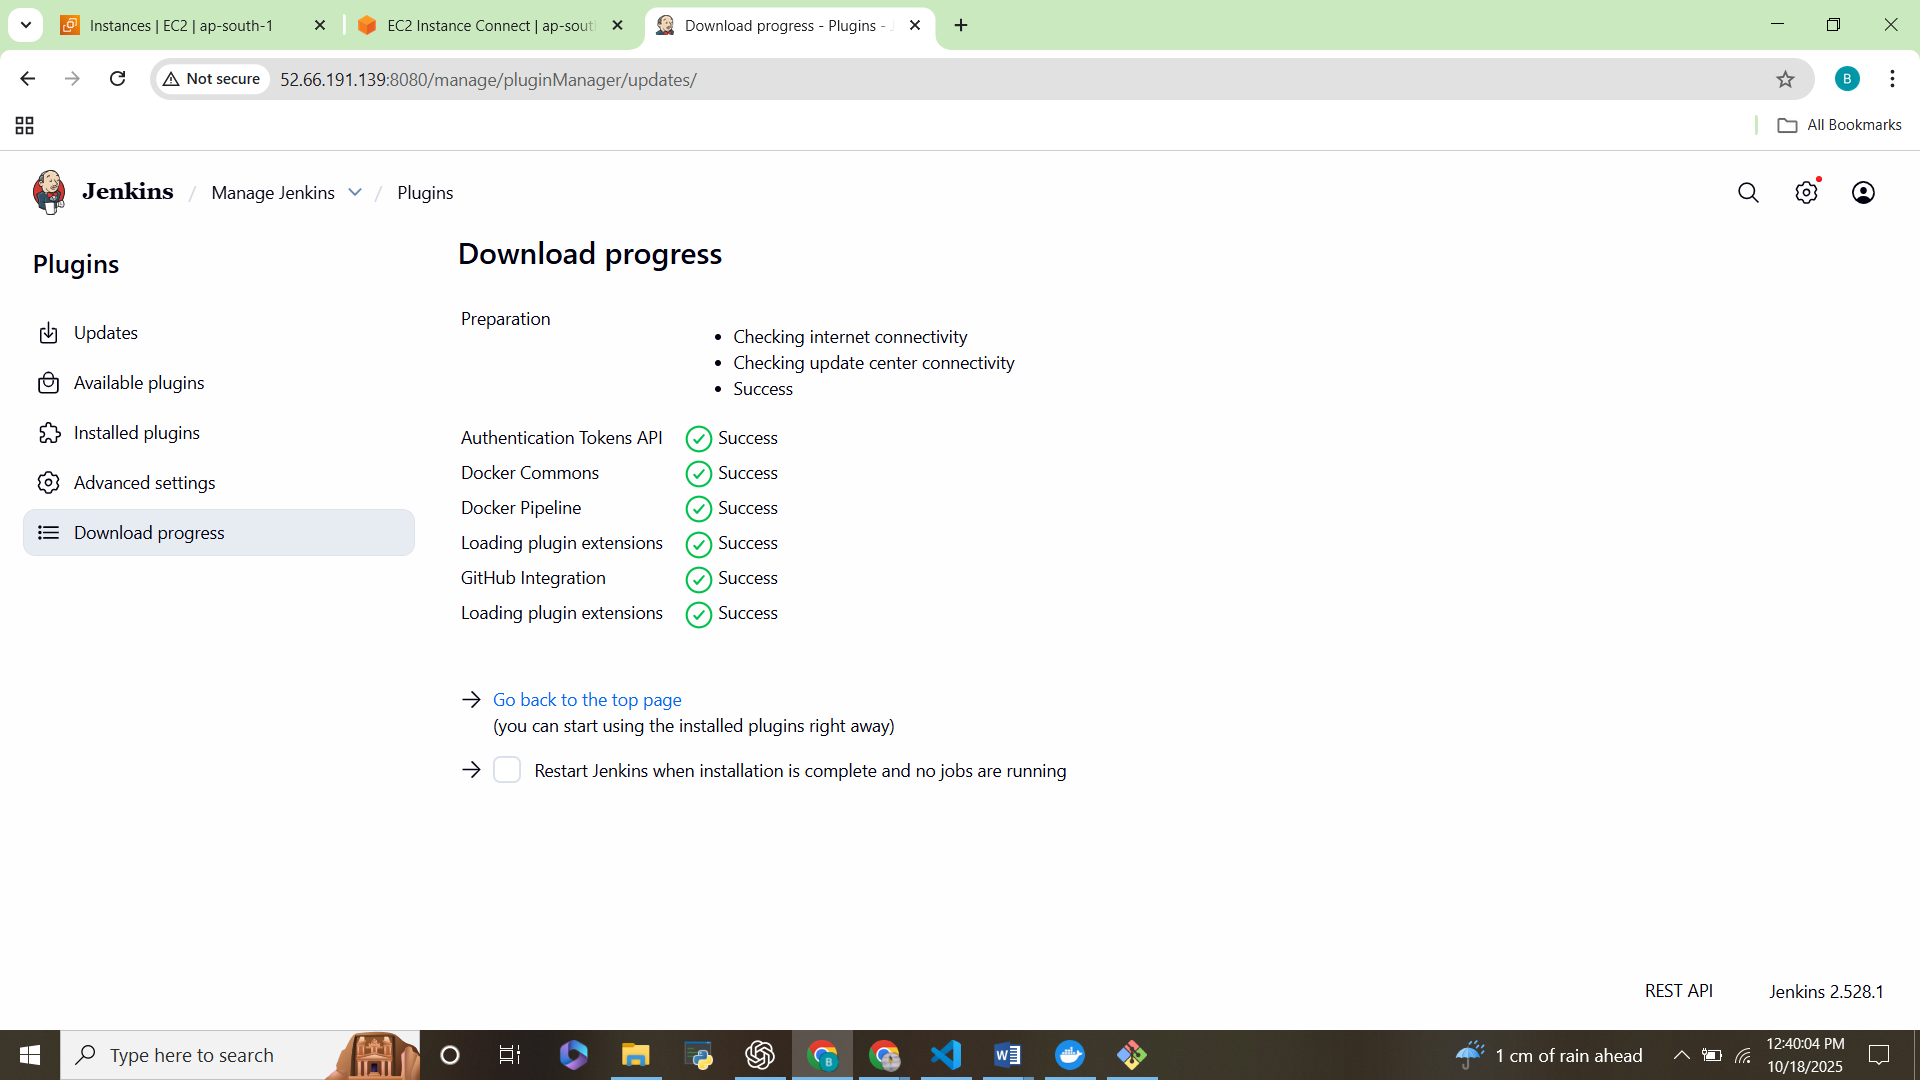 Instances | EC2 | ap-south-1
EC2 Instance Connect | ap-sout
Download progress - Plugins -
Not secure
52.66.191.139:8080/manage/pluginManager/updates/
B
All Bookmarks
Jenkins / Manage Jenkins / Plugins
Plugins
Updates
Available plugins
Installed plugins
Advanced settings
Download progress
Download progress
Preparation
• Checking internet connectivity
• Checking update center connectivity
• Success
Authentication Tokens API Success
Docker Commons Success
Docker Pipeline Success
Loading plugin extensions Success
GitHub Integration Success
Loading plugin extensions Success
Go back to the top page
(you can start using the installed plugins right away)
Restart Jenkins when installation is complete and no jobs are running
REST API
Jenkins 2.528.1
Type here to search
B
1 cm of rain ahead
12:40:04 PM
10/18/2025